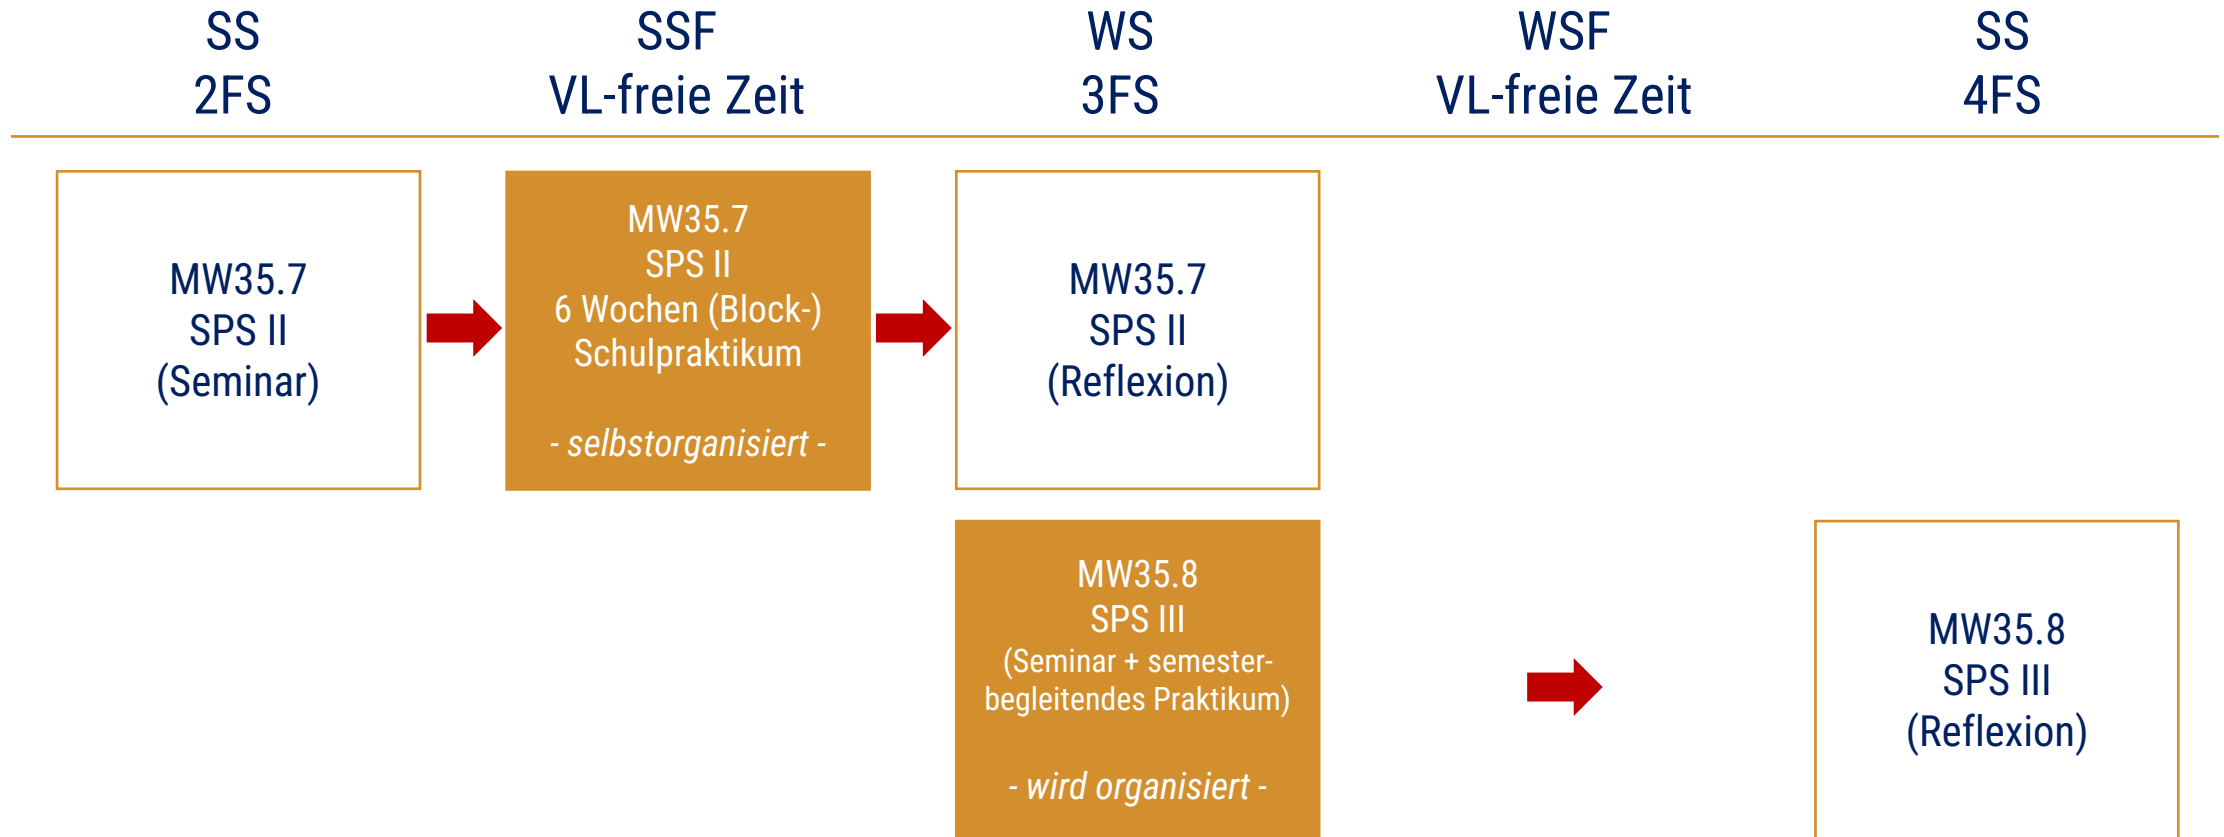 SS
2FS
SSF
VL-freie Zeit
WS
3FS
WSF
VL-freie Zeit
SS
4FS
MW35.7
SPS II
(Seminar)
MW35.7
SPS II
6 Wochen (Block-)
Schulpraktikum
- selbstorganisiert -
MW35.7
SPS II
(Reflexion)
MW35.8
SPS III
(Seminar + semester-
begleitendes Praktikum)
- wird organisiert -
MW35.8
SPS III
(Reflexion)